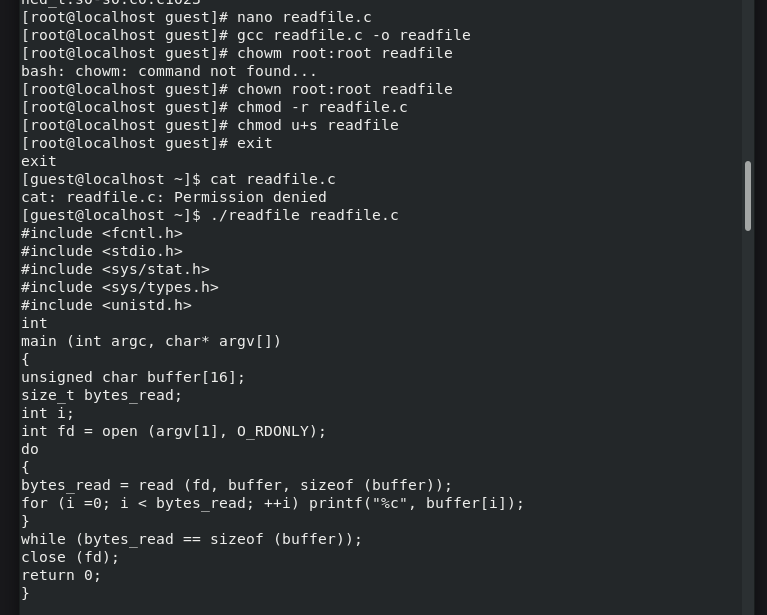 ned_t:s0-s0:c0.c1023
[root@localhost guest]# nano readfile.c
[root@localhost guest]# gcc readfile.c -o readfile
[root@localhost guest]# chowm root:root readfile
bash: chowm: command not found...
[root@localhost guest]# chown root:root readfile
[root@localhost guest]# chmod -r readfile.c
[root@localhost guest]# chmod u+s readfile
[root@localhost guest]# exit
exit
[guest@localhost ~]$ cat readfile.c
cat: readfile.c: Permission denied
[guest@localhost ~]$ ./readfile readfile.c
#include <fcntl.h>
#include <stdio.h>
#include <sys/stat.h>
#include <sys/types.h>
#include <unistd.h>
int
main (int argc, char* argv[])
{
unsigned char buffer[16];
size_t bytes_read;
int i;
int fd = open (argv[1], O_RDONLY);
do
{
bytes_read = read (fd, buffer, sizeof (buffer));
for (i =0; i < bytes_read; ++i) printf("%c", buffer[i]);
}
while (bytes_read == sizeof (buffer));
close (fd);
return 0;
}